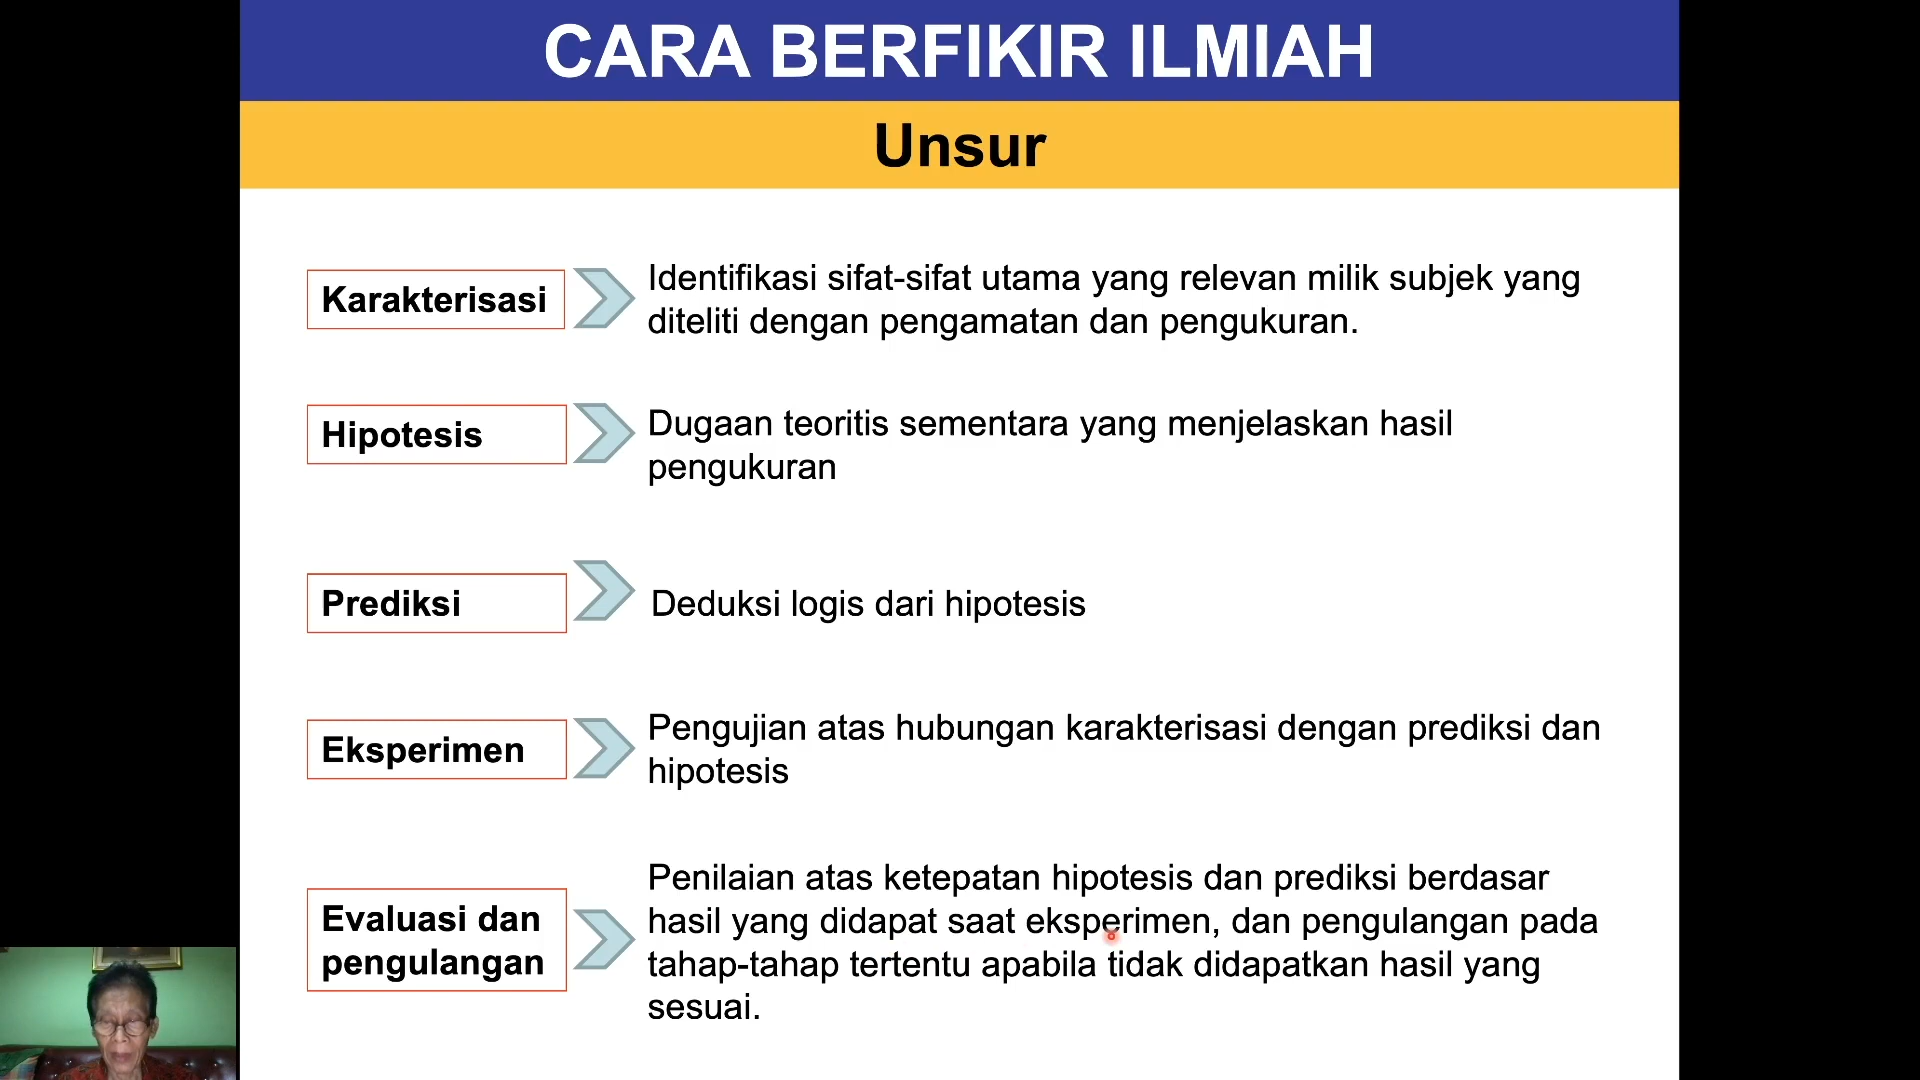 CARA BERFIKIR ILMIAH
Unsur
Karakterisasi
Identifikasi sifat-sifat utama yang relevan milik subjek yang
diteliti dengan pengamatan dan pengukuran.
Hipotesis
Dugaan teoritis sementara yang menjelaskan hasil
pengukuran
Prediksi
Deduksi logis dari hipotesis
Eksperimen
Pengujian atas hubungan karakterisasi dengan prediksi dan
hipotesis
Evaluasi dan
pengulangan
Penilaian atas ketepatan hipotesis dan prediksi berdasar
hasil yang didapat saat eksperimen, dan pengulangan pada
tahap-tahap tertentu apabila tidak didapatkan hasil yang
sesuai.